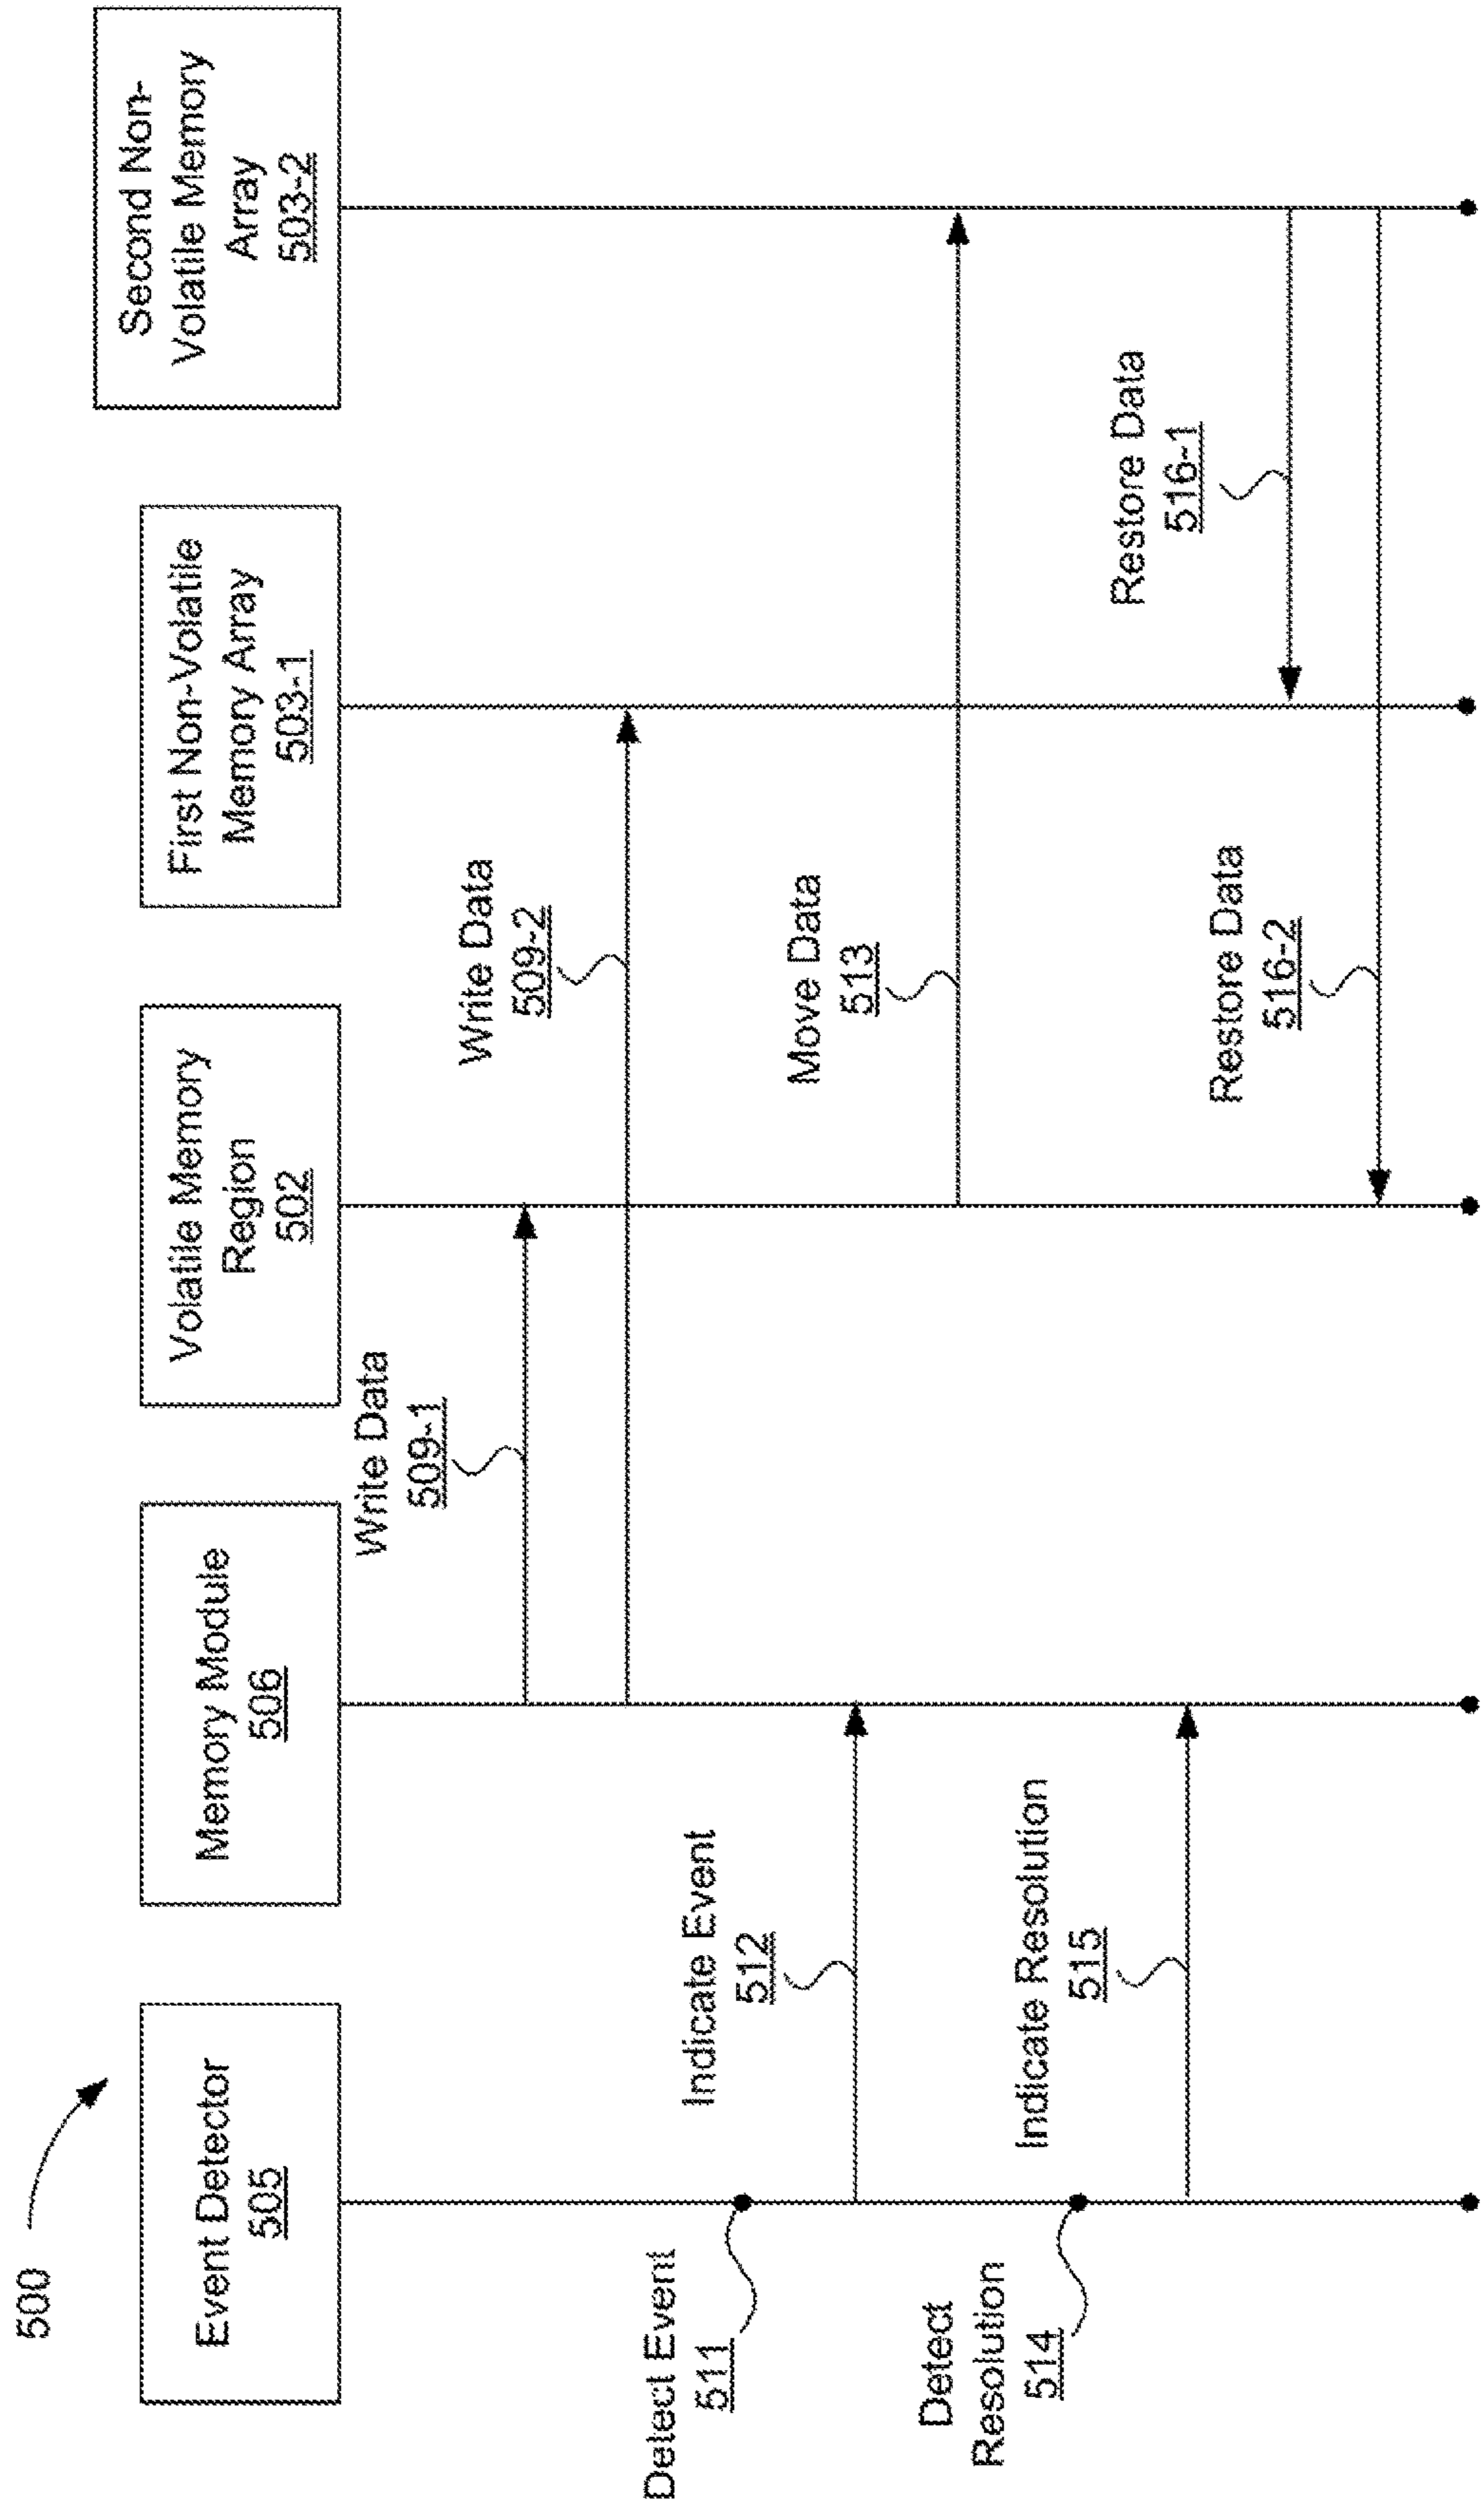 500
Event Detector
505
Memory Module
506
Volatile Memory
Region
502
First Non-Volatile
Memory Array
503-1
Second Non-
Volatile Memory
Array
503-2
Write Data
509-1
Write Data
509-2
Detect Event
511
Indicate Event
512
Move Data
513
Detect
Resolution
514
Indicate Resolution
515
Restore Data
516-1
Restore Data
516-2